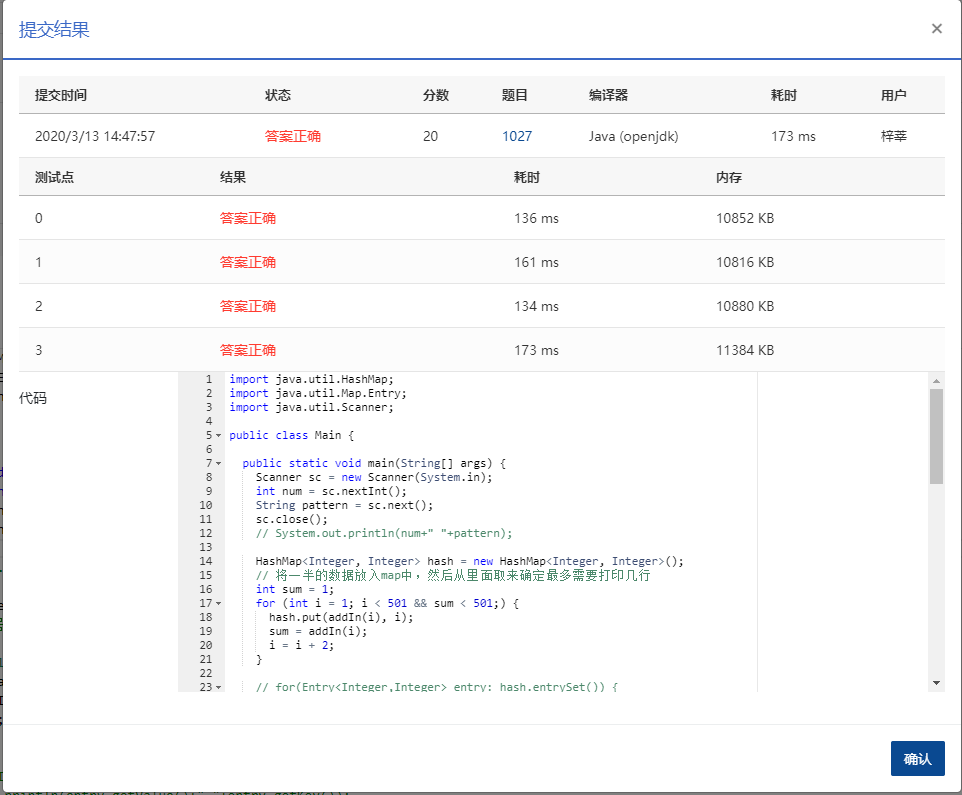 提交结果
×
提交时间 状态 分数 题目 编译器 耗时 用户
2020/3/13 14:47:57 答案正确 20 1027 Java (openjdk) 173 ms 梓莘
测试点 结果 耗时 内存
0 答案正确 136 ms 10852 KB
1 答案正确 161 ms 10816 KB
2 答案正确 134 ms 10880 KB
3 答案正确 173 ms 11384 KB
代码
1 import java.util.HashMap;
2 import java.util.Map.Entry;
3 import java.util.Scanner;
4
5 public class Main {
6
7 public static void main(String[] args) {
8 Scanner sc = new Scanner(System.in);
9 int num = sc.nextInt();
10 String pattern = sc.next();
11 sc.close();
12 // System.out.println(num+" "+pattern);
13
14 HashMap<Integer, Integer> hash = new HashMap<Integer, Integer>();
15 // 将一半的数据放入map中，然后从里面取来确定最多需要打印几行
16 int sum = 1;
17 for (int i = 1; i < 501 && sum < 501;) {
18 hash.put(addIn(i), i);
19 sum = addIn(i);
20 i = i + 2;
21 }
22
23 // for(Entry<Integer,Integer> entry: hash.entrySet()) {
确认